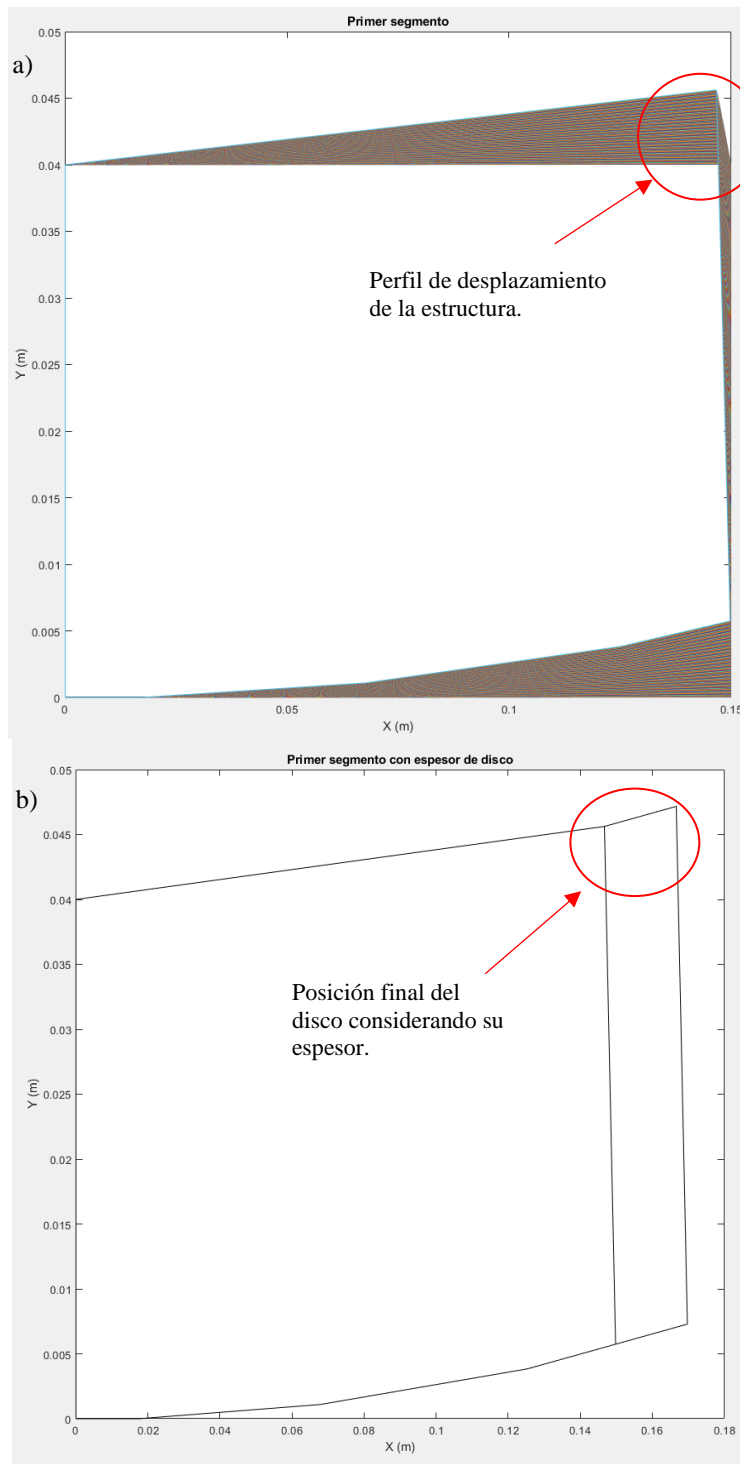 Primer segmento
a)
0.05
0.045
0.04
0.035
0.03
0.025
0.02
0.015
0.01
0.005
0
Y (m)
Perfil de desplazamiento
de la estructura.
0
0.05
0.1
0.15
X (m)
Primer segmento con espesor de disco
b)
0.05
0.045
0.04
0.035
0.03
0.025
0.02
0.015
0.01
0.005
0
Y (m)
Posición final del
disco considerando su
espesor.
0
0.02
0.04
0.06
0.08
0.1
0.12
0.14
0.16
0.18
X (m)